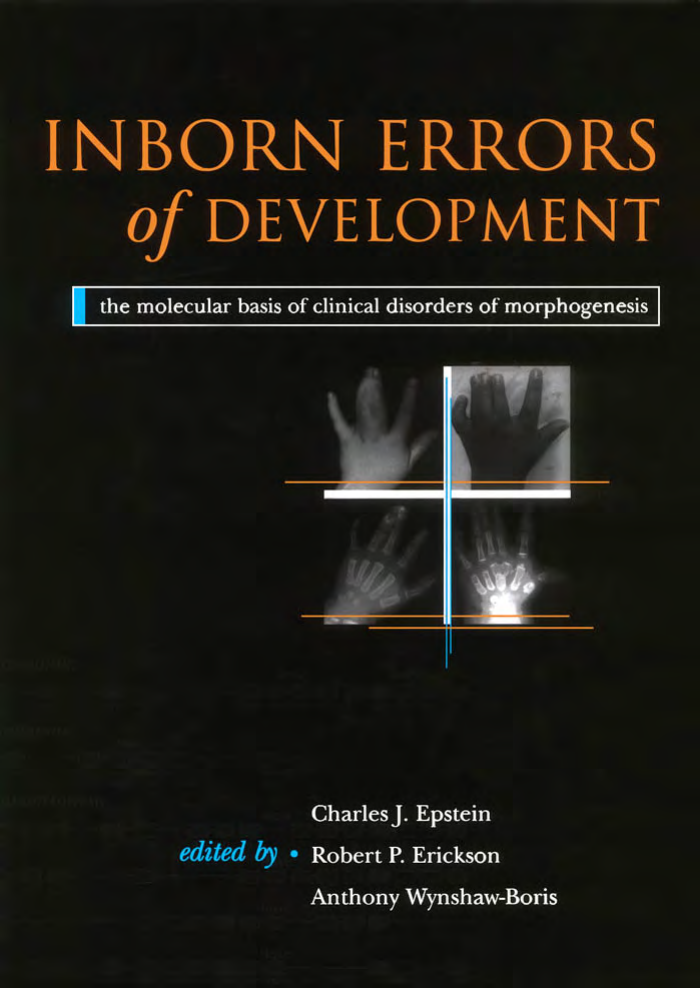 INBORN ERRORS
of DEVELOPMENT
the molecular basis of clinical disorders of morphogenesis
Charles J. Epstein
edited by • Robert P. Erickson
Anthony Wynshaw-Boris